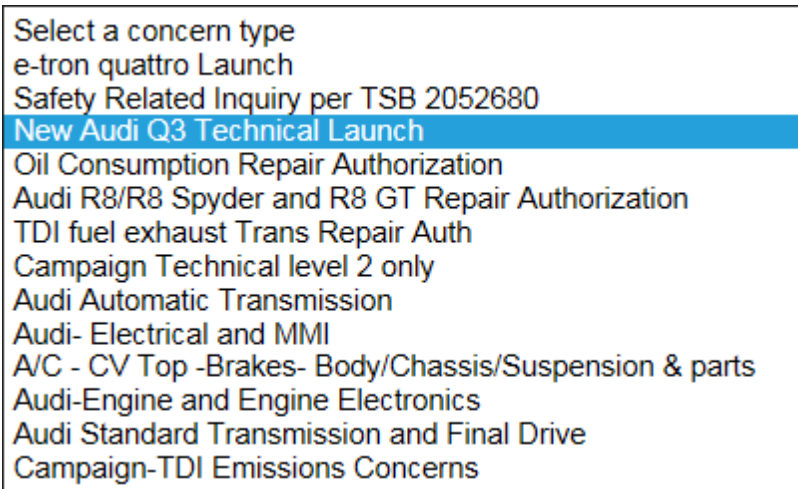 Select a concern type
e-tron quattro Launch
Safety Related Inquiry per TSB 2052680
New Audi Q3 Technical Launch
Oil Consumption Repair Authorization
Audi R8/R8 Spyder and R8 GT Repair Authorization
TDI fuel exhaust Trans Repair Auth
Campaign Technical level 2 only
Audi Automatic Transmission
Audi- Electrical and MMI
A/C - CV Top -Brakes- Body/Chassis/Suspension & parts
Audi-Engine and Engine Electronics
Audi Standard Transmission and Final Drive
Campaign-TDI Emissions Concerns